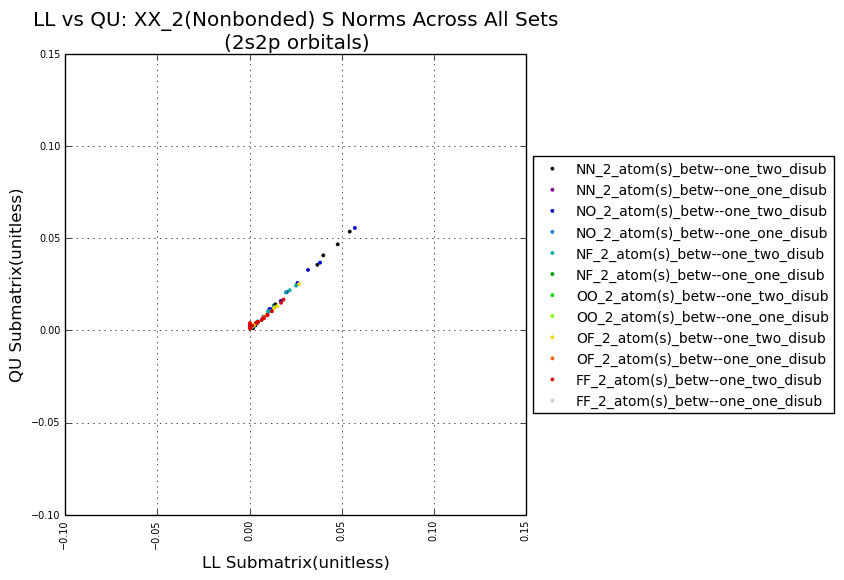 LL vs QU: XX_2(Nonbonded) S Norms Across All Sets
(2s2p orbitals)
0.15
0.10
0.05
0.00
−0.05
−0.10
QU Submatrix(unitless)
−0.10
−0.05
0.00
0.05
0.10
0.15
LL Submatrix(unitless)
NN_2_atom(s)_betw--one_two_disub
NN_2_atom(s)_betw--one_one_disub
NO_2_atom(s)_betw--one_two_disub
NO_2_atom(s)_betw--one_one_disub
NF_2_atom(s)_betw--one_two_disub
NF_2_atom(s)_betw--one_one_disub
OO_2_atom(s)_betw--one_two_disub
OO_2_atom(s)_betw--one_one_disub
OF_2_atom(s)_betw--one_two_disub
OF_2_atom(s)_betw--one_one_disub
FF_2_atom(s)_betw--one_two_disub
FF_2_atom(s)_betw--one_one_disub